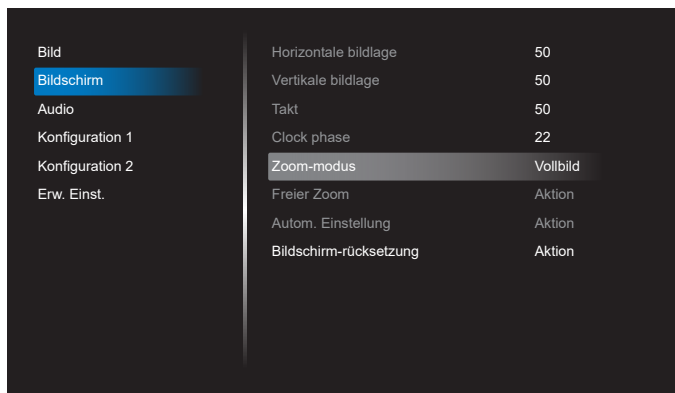 Bild
Bildschirm
Audio
Konfiguration 1
Konfiguration 2
Erw. Einst.
Horizontale bildlage 50
Vertikale bildlage 50
Takt 50
Clock phase 22
Zoom-modus Vollbild
Freier Zoom Aktion
Autom. Einstellung Aktion
Bildschirm-rücksetzung Aktion